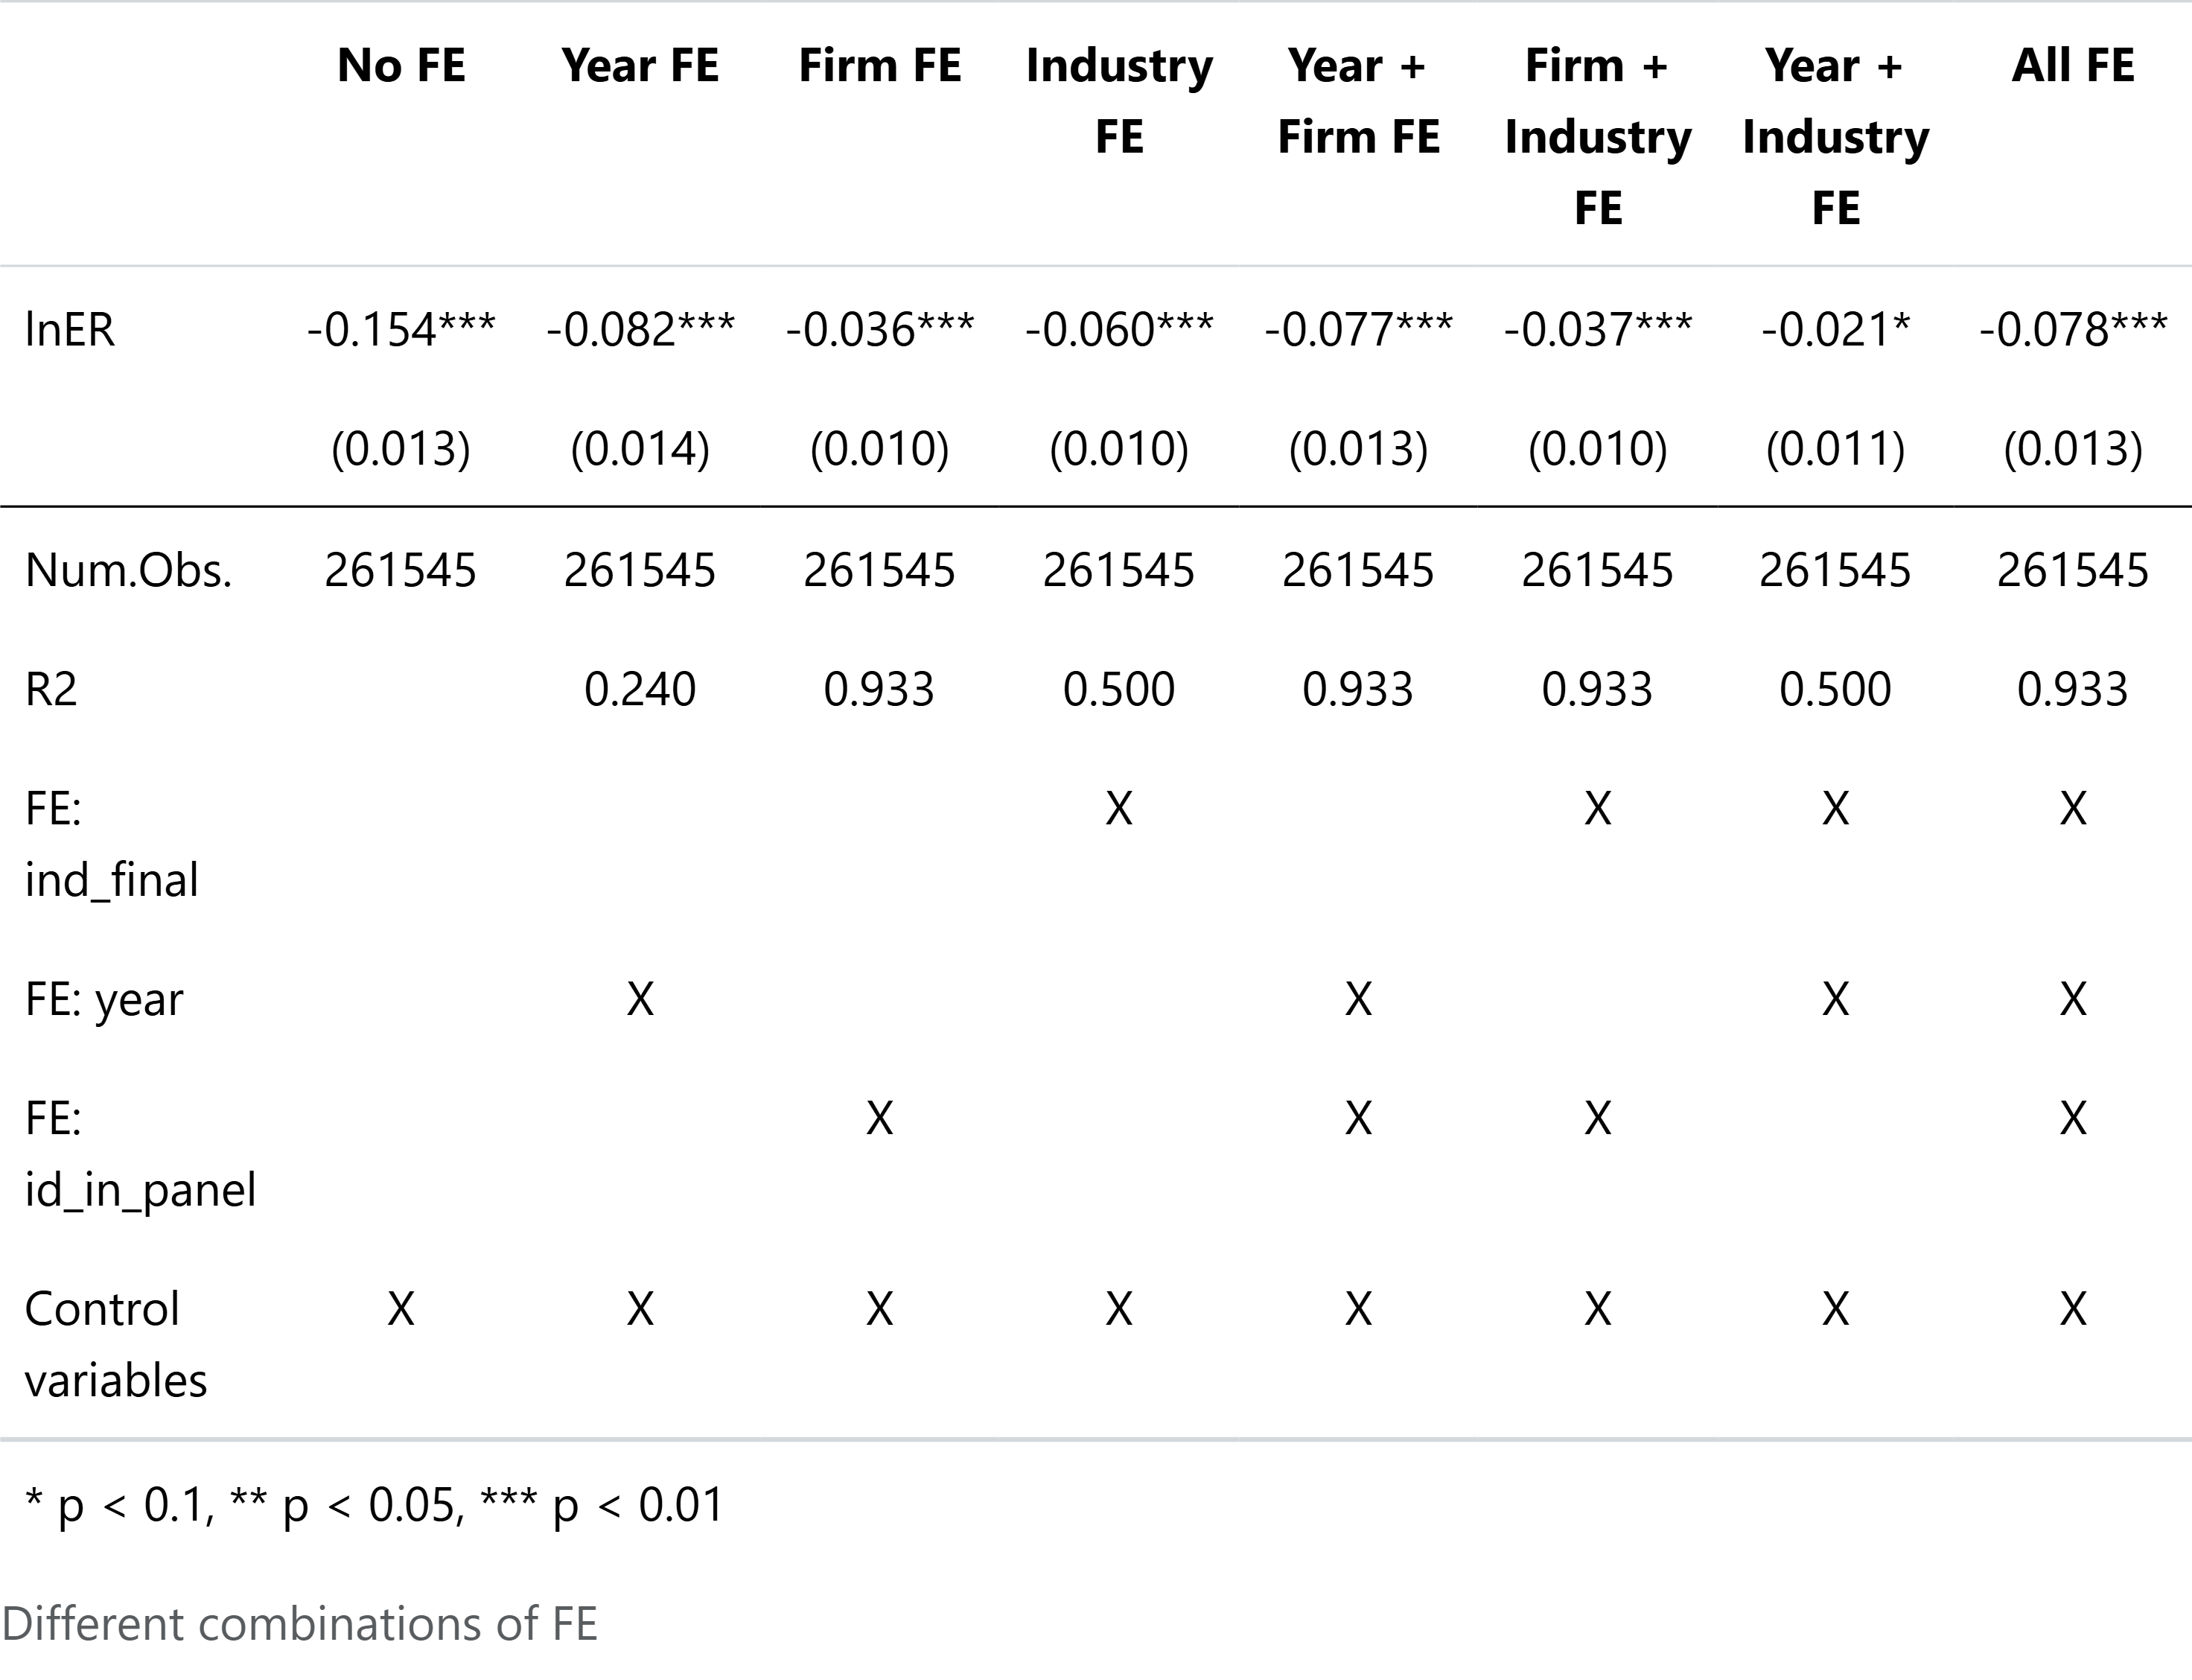 No FE Year FE Firm FE Industry Year + Firm + Year + All FE
FE Firm FE Industry Industry
FE FE
lnER -0.154*** -0.082*** -0.036*** -0.060*** -0.077*** -0.037*** -0.021* -0.078***
(0.013) (0.014) (0.010) (0.010) (0.013) (0.010) (0.011) (0.013)
Num.Obs. 261545 261545 261545 261545 261545 261545 261545 261545
R2 0.240 0.933 0.500 0.933 0.933 0.500 0.933
FE: X X X X
ind_final
FE: year X X X X
FE: X X X X
id_in_panel
Control X X X X X X X X
variables
* p < 0.1, ** p < 0.05, *** p < 0.01
Different combinations of FE